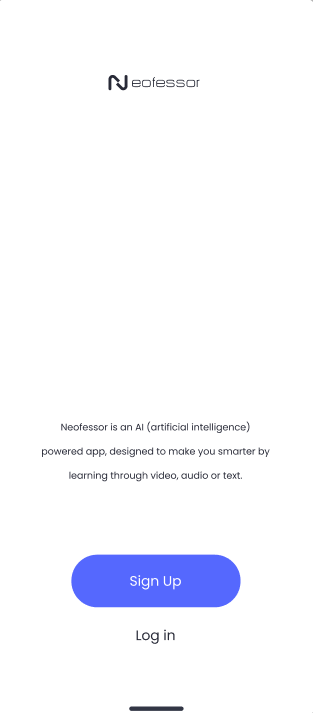 Neofessor
Neofessor is an AI (artificial intelligence)
powered app, designed to make you smarter by
learning through video, audio or text.
Sign Up
Log in